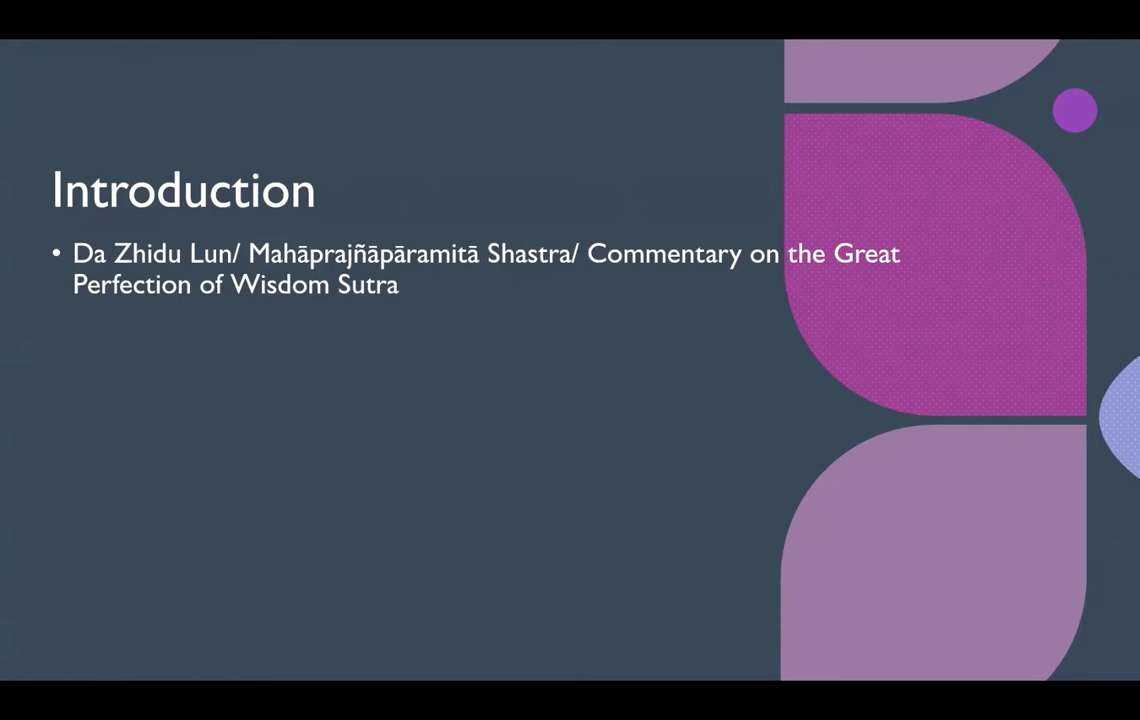 Introduction
• Da Zhidu Lun/ Mahāprajñāpāramitā Shastra/ Commentary on the Great
Perfection of Wisdom Sutra